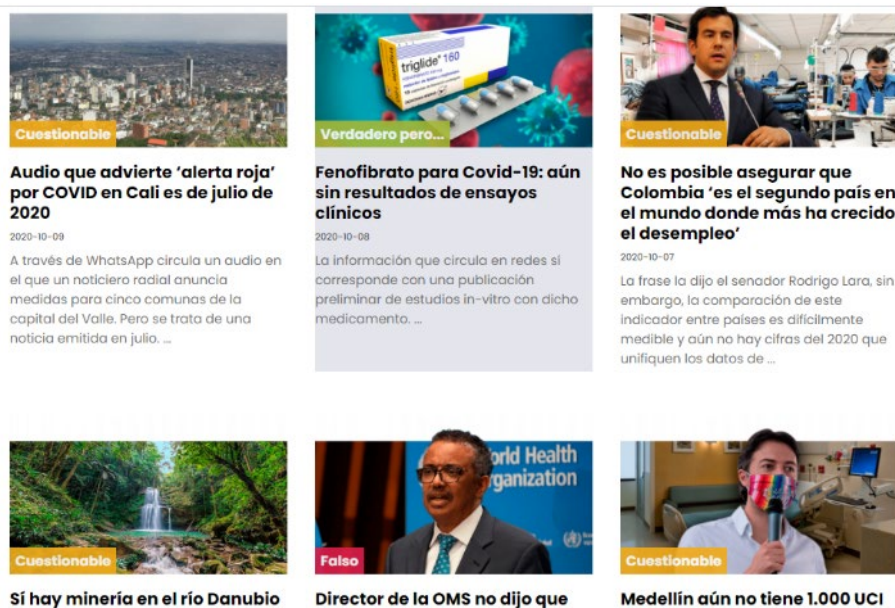 Cuestionable
Audio que advierte ‘alerta roja’
por COVID en Cali es de julio de
2020
2020-10-09
A través de WhatsApp circula un audio en
el que un noticiero radial anuncia
medidas para cinco comunas de la
capital del Valle. Pero se trata de una
noticia emitida en julio. ...
triglide® 160
Verdadero pero...
Fenofibrato para Covid-19: aún
sin resultados de ensayos
clínicos
2020-10-08
La información que circula en redes sí
corresponde con una publicación
preliminar de estudios in-vitro con dicho
medicamento. ...
Cuestionable
No es posible asegurar que
Colombia ‘es el segundo país en
el mundo donde más ha crecido
el desempleo’
2020-10-07
La frase la dijo el senador Rodrigo Lara, sin
embargo, la comparación de este
indicador entre países es difícilmente
medible y aún no hay cifras del 2020 que
unifiquen los datos de ...
Cuestionable
Sí hay minería en el río Danubio
orld Health
rganization
Falso
Director de la OMS no dijo que
Cuestionable
Medellín aún no tiene 1.000 UCI